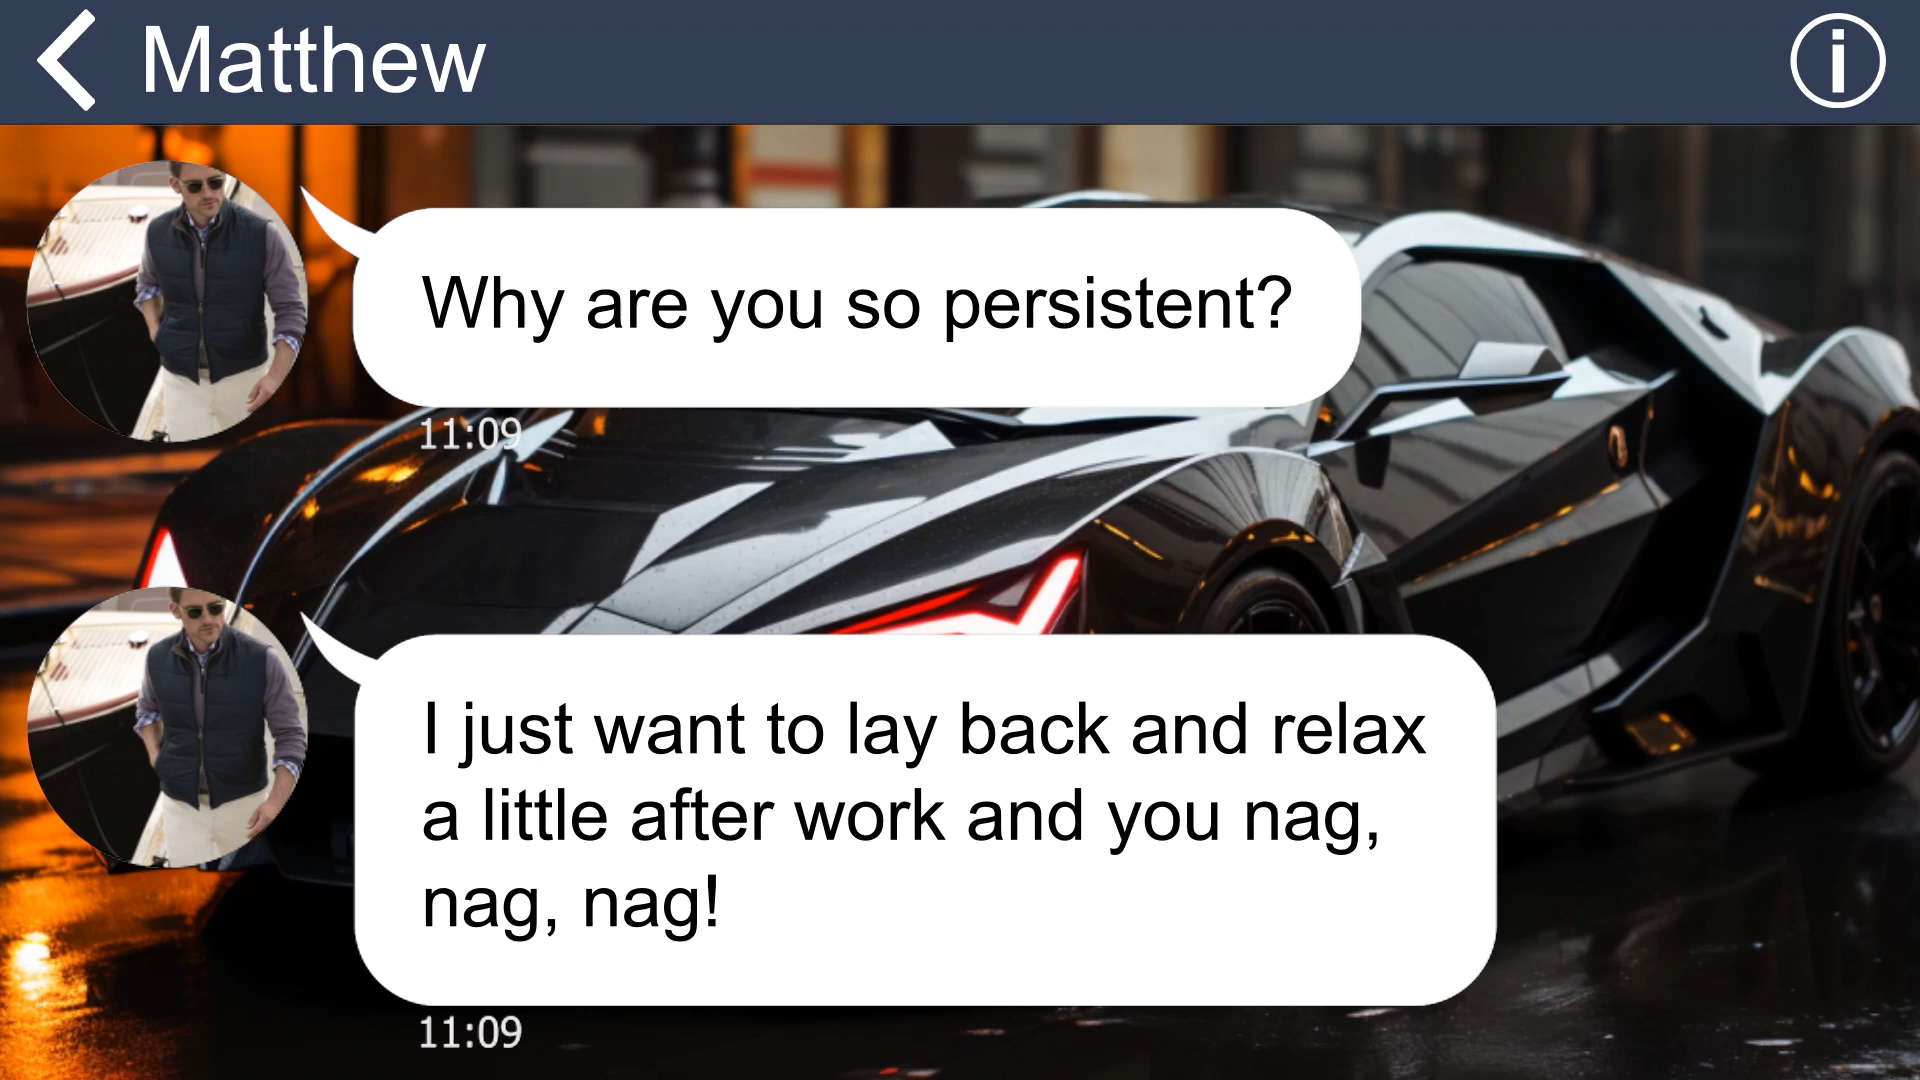 Matthew
Why are you so persistent?
11:09
I just want to lay back and relax
a little after work and you nag,
nag, nag!
11:09